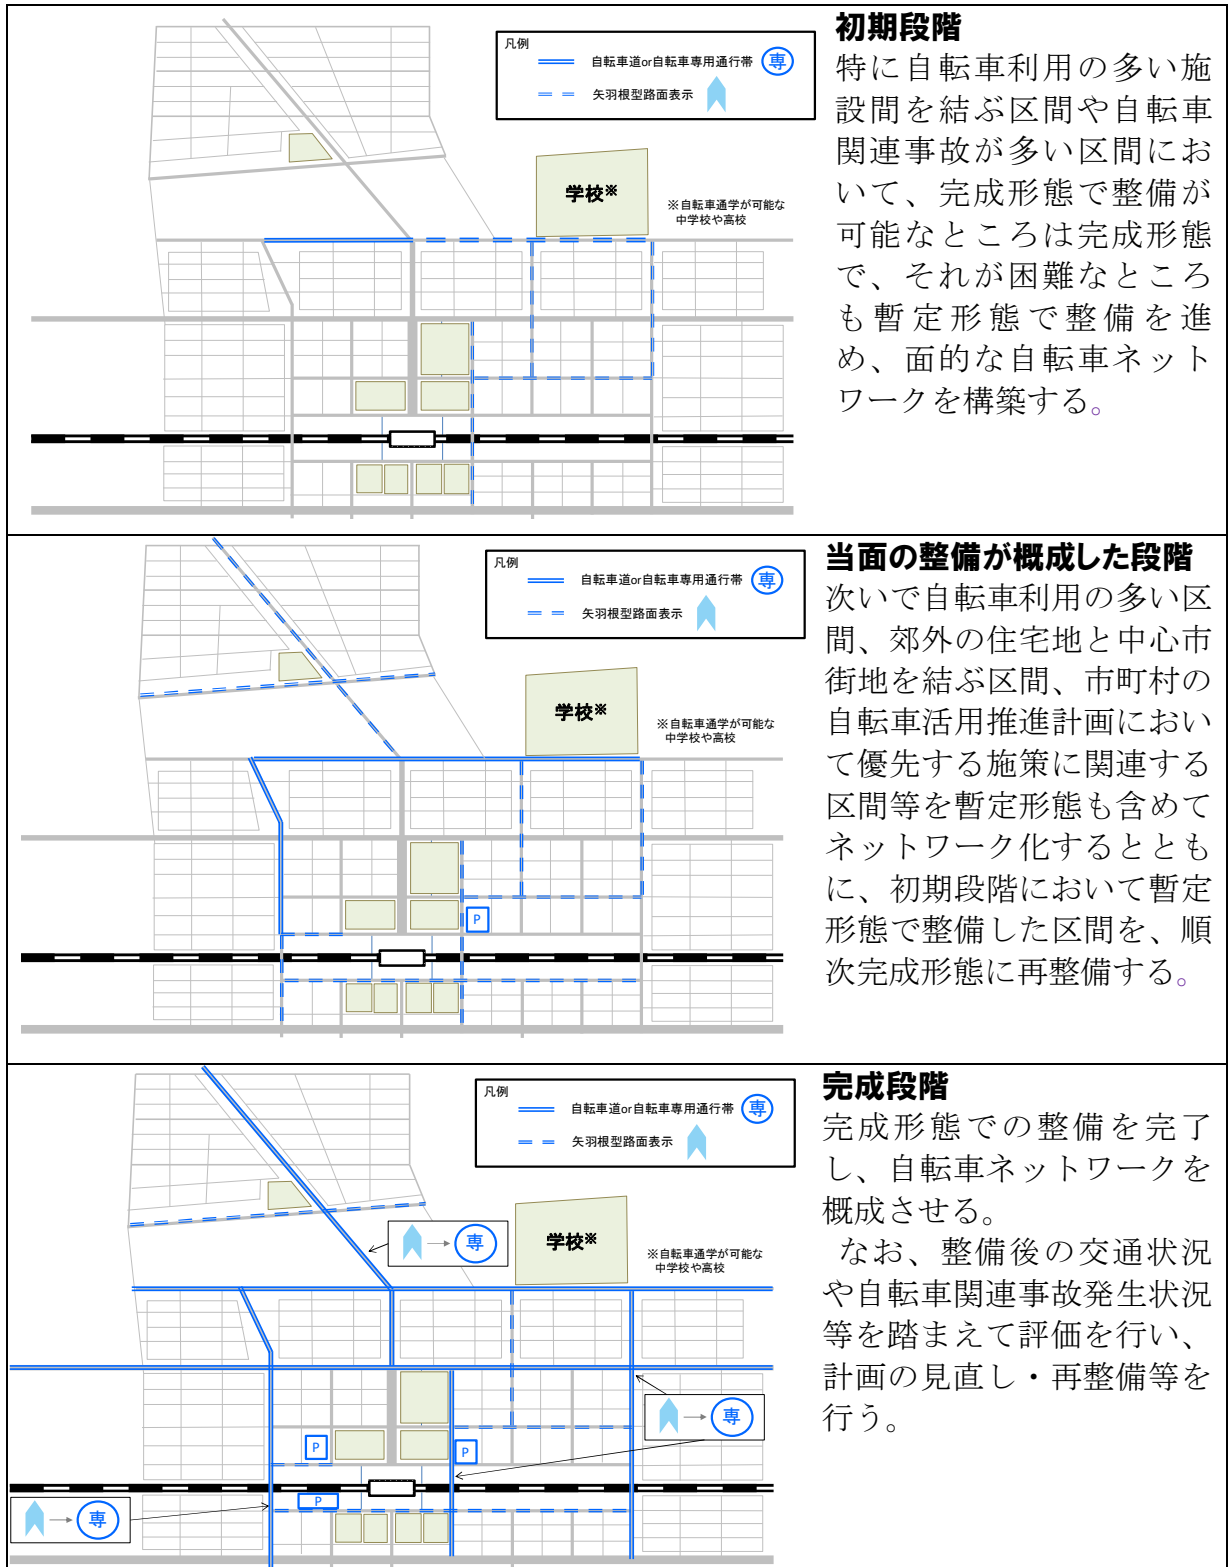 凡例
自転車道or自転車専用通行帯 専
矢羽根型路面表示
学校※
※自転車通学が可能な
中学校や高校
初期段階
特に自転車利用の多い施
設間を結ぶ区間や自転車
関連事故が多い区間にお
いて、完成形態で整備が
可能なところは完成形態
で、それが困難なところ
も暫定形態で整備を進
め、面的な自転車ネット
ワークを構築する。
凡例
自転車道or自転車専用通行帯 専
矢羽根型路面表示
学校※
※自転車通学が可能な
中学校や高校
P
当面の整備が概成した段階
次いで自転車利用の多い区
間、郊外の住宅地と中心市
街地を結ぶ区間、市町村の
自転車活用推進計画におい
て優先する施策に関連する
区間等を暫定形態も含めて
ネットワーク化するととも
に、初期段階において暫定
形態で整備した区間を、順
次完成形態に再整備する。
凡例
自転車道or自転車専用通行帯 専
矢羽根型路面表示
→専
学校※
※自転車通学が可能な
中学校や高校
→専
P
P
P
→専
完成段階
完成形態での整備を完了
し、自転車ネットワークを
概成させる。
なお、整備後の交通状況
や自転車関連事故発生状況
等を踏まえて評価を行い、
計画の見直し・再整備等を
行う。